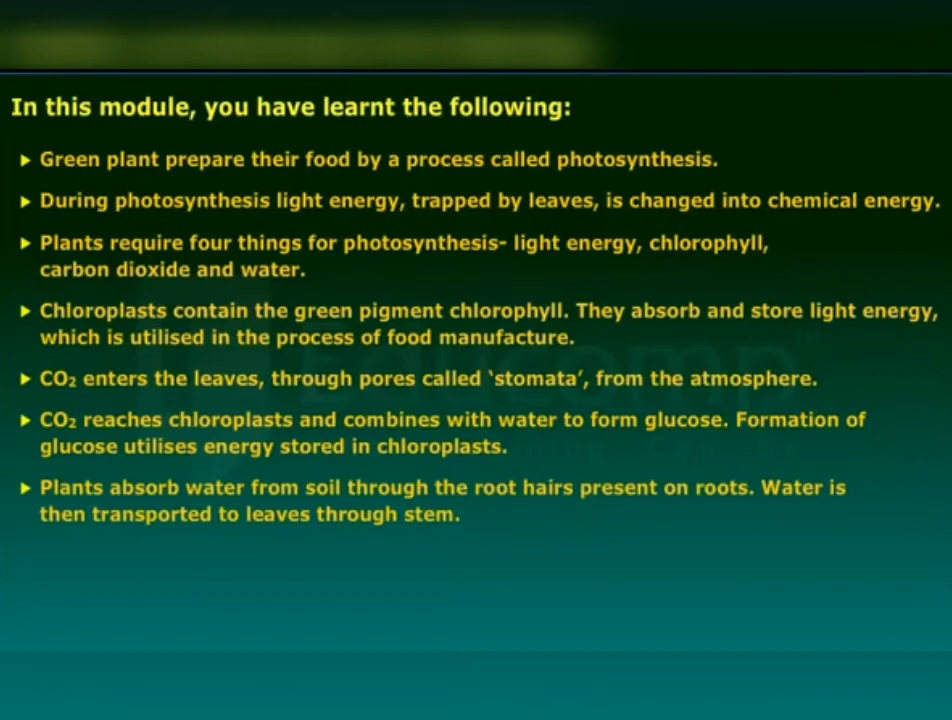 In this module, you have learnt the following:
Green plant prepare their food by a process called photosynthesis.
During photosynthesis light energy, trapped by leaves, is changed into chemical energy.
Plants require four things for photosynthesis- light energy, chlorophyll,
carbon dioxide and water.
Chloroplasts contain the green pigment chlorophyll. They absorb and store light energy,
which is utilised in the process of food manufacture.
CO₂ enters the leaves, through pores called ‘stomata’, from the atmosphere.
CO₂ reaches chloroplasts and combines with water to form glucose. Formation of
glucose utilises energy stored in chloroplasts.
Plants absorb water from soil through the root hairs present on roots. Water is
then transported to leaves through stem.
Educomp™